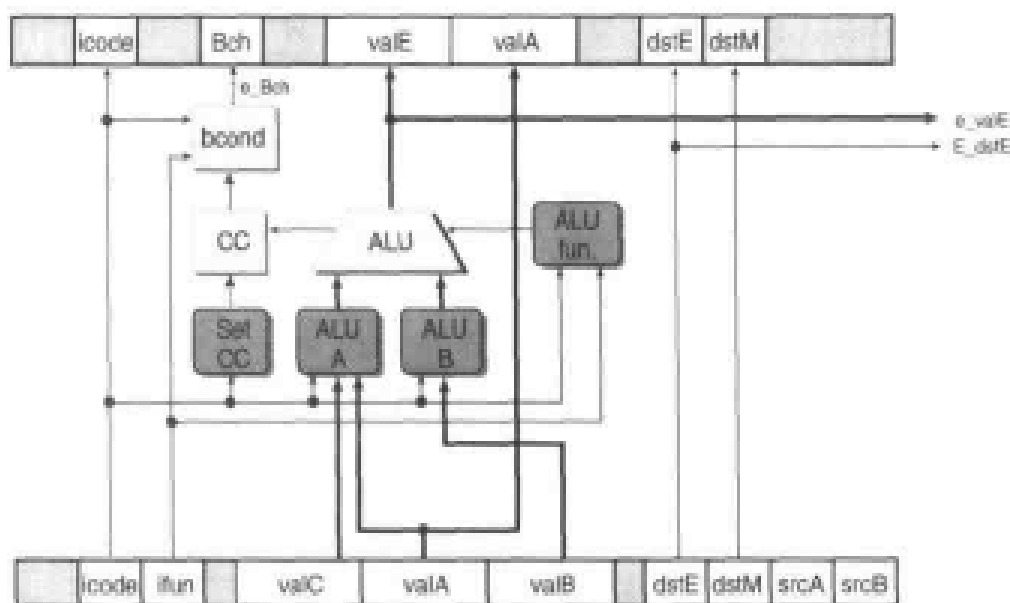 icode Bch valE valA dstE dstM
e_Bch
e_valE
bcond
E_dstE
ALU
fun.
CC
ALU
Set
CC
ALU
A
ALU
B
icode ifun valC valA valB dstE dstM srcA srcB